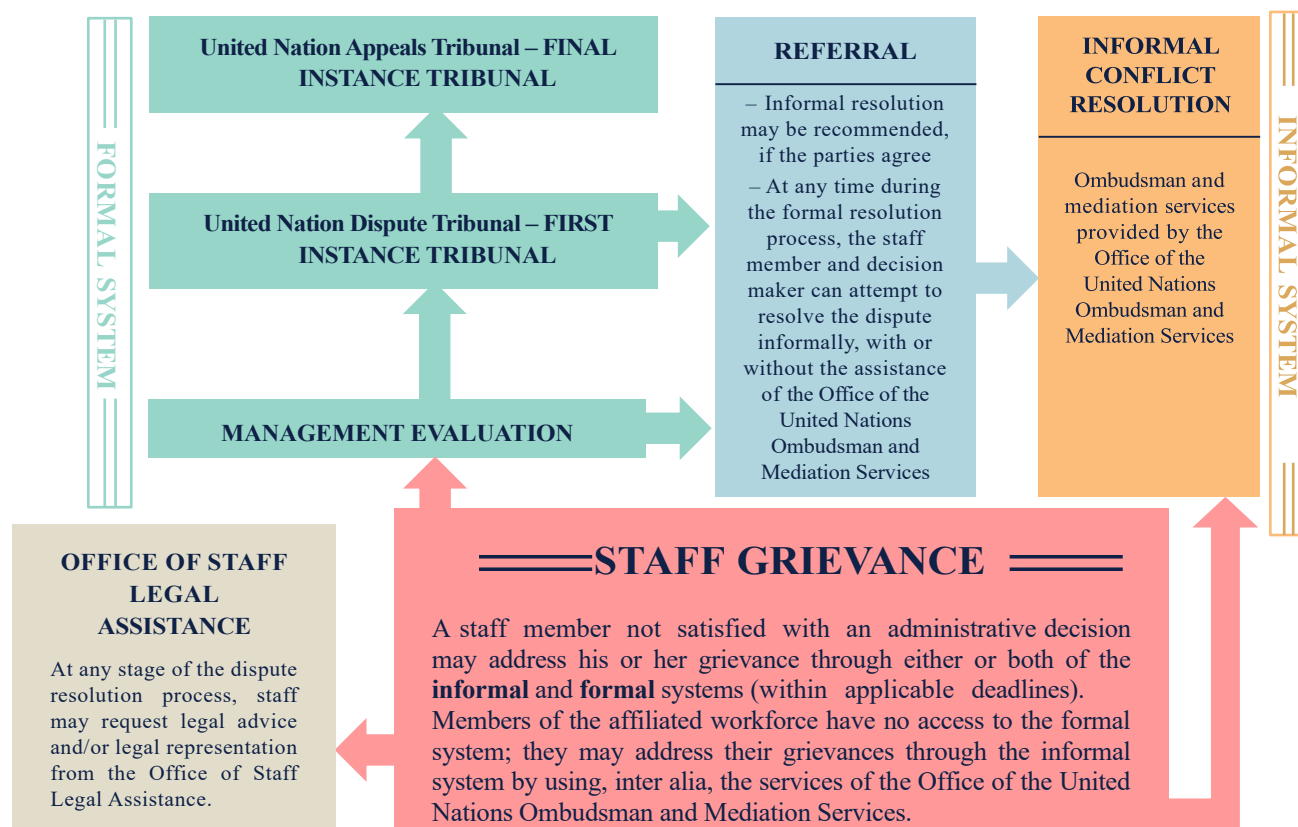 FORMAL SYSTEM
United Nation Appeals Tribunal – FINAL
INSTANCE TRIBUNAL
United Nation Dispute Tribunal – FIRST
INSTANCE TRIBUNAL
MANAGEMENT EVALUATION
REFERRAL
– Informal resolution
may be recommended,
if the parties agree
– At any time during
the formal resolution
process, the staff
member and decision
maker can attempt to
resolve the dispute
informally, with or
without the assistance
of the Office of the
United Nations
Ombudsman and
Mediation Services
INFORMAL
CONFLICT
RESOLUTION
Ombudsman and
mediation services
provided by the
Office of the
United Nations
Ombudsman and
Mediation Services
INFORMAL SYSTEM
OFFICE OF STAFF
LEGAL
ASSISTANCE
At any stage of the dispute
resolution process, staff
may request legal advice
and/or legal representation
from the Office of Staff
Legal Assistance.
STAFF GRIEVANCE
A staff member not satisfied with an administrative decision
may address his or her grievance through either or both of the
informal and formal systems (within applicable deadlines).
Members of the affiliated workforce have no access to the formal
system; they may address their grievances through the informal
system by using, inter alia, the services of the Office of the United
Nations Ombudsman and Mediation Services.